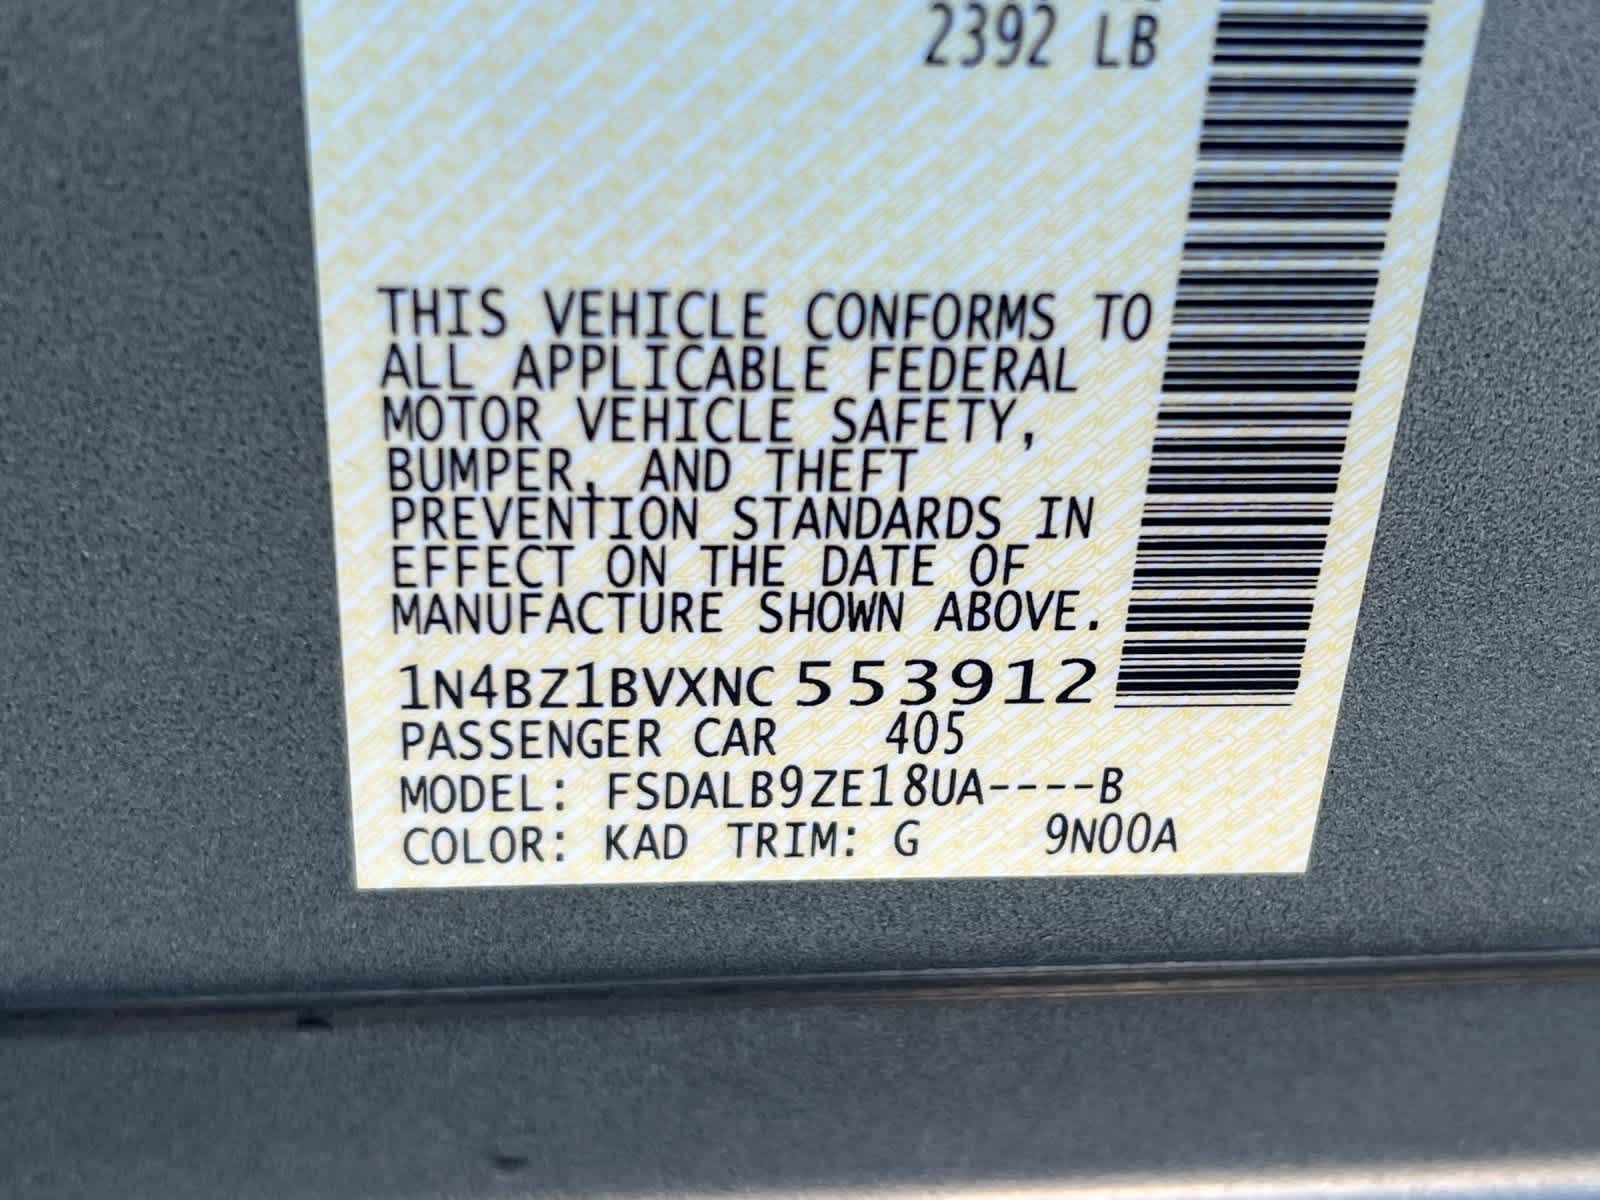 2392 LB
THIS VEHICLE CONFORMS TO
ALL APPLICABLE FEDERAL
MOTOR VEHICLE SAFETY,
BUMPER, AND THEFT
PREVENTION STANDARDS IN
EFFECT ON THE DATE OF
MANUFACTURE SHOWN ABOVE.
1N4BZ1BVXNC553912
PASSENGER CAR 405
MODEL: FSDALB9ZE18UA----B
COLOR: KAD TRIM: G 9N00A